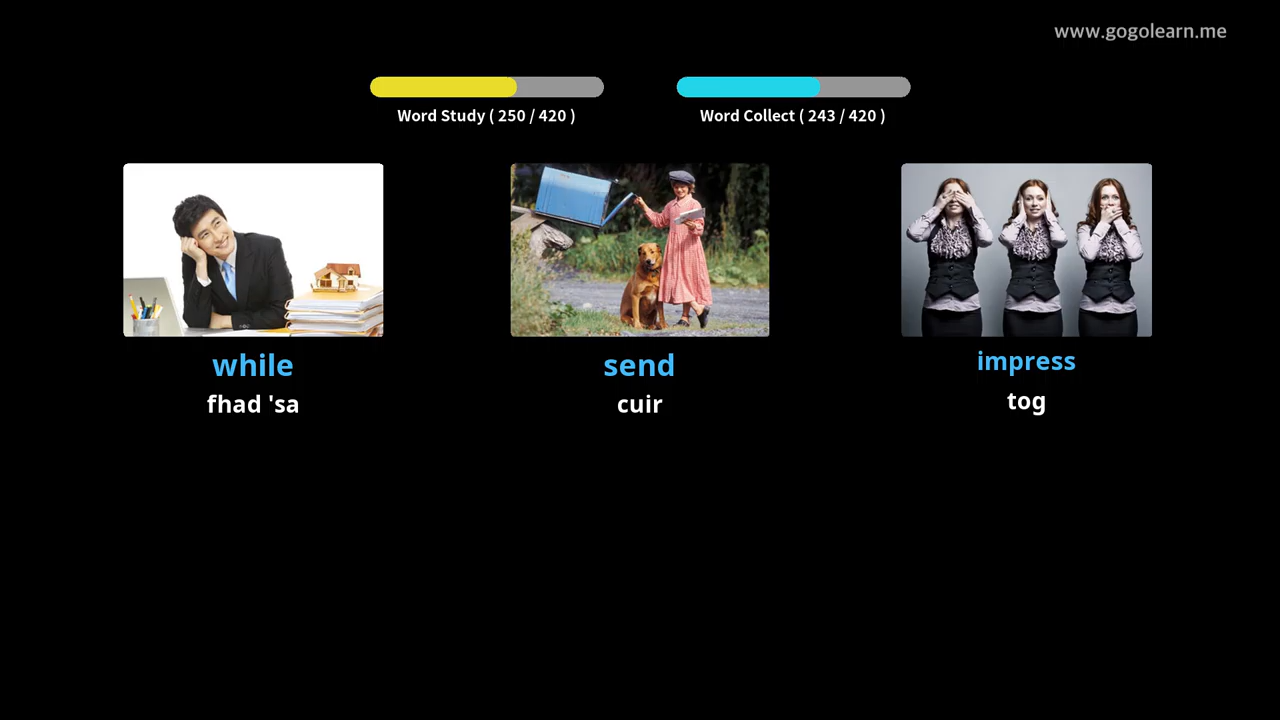 www.gogolearn.me
Word Study ( 250 / 420 )
Word Collect ( 243 / 420 )
while
fhad 'sa
send
cuir
impress
tog